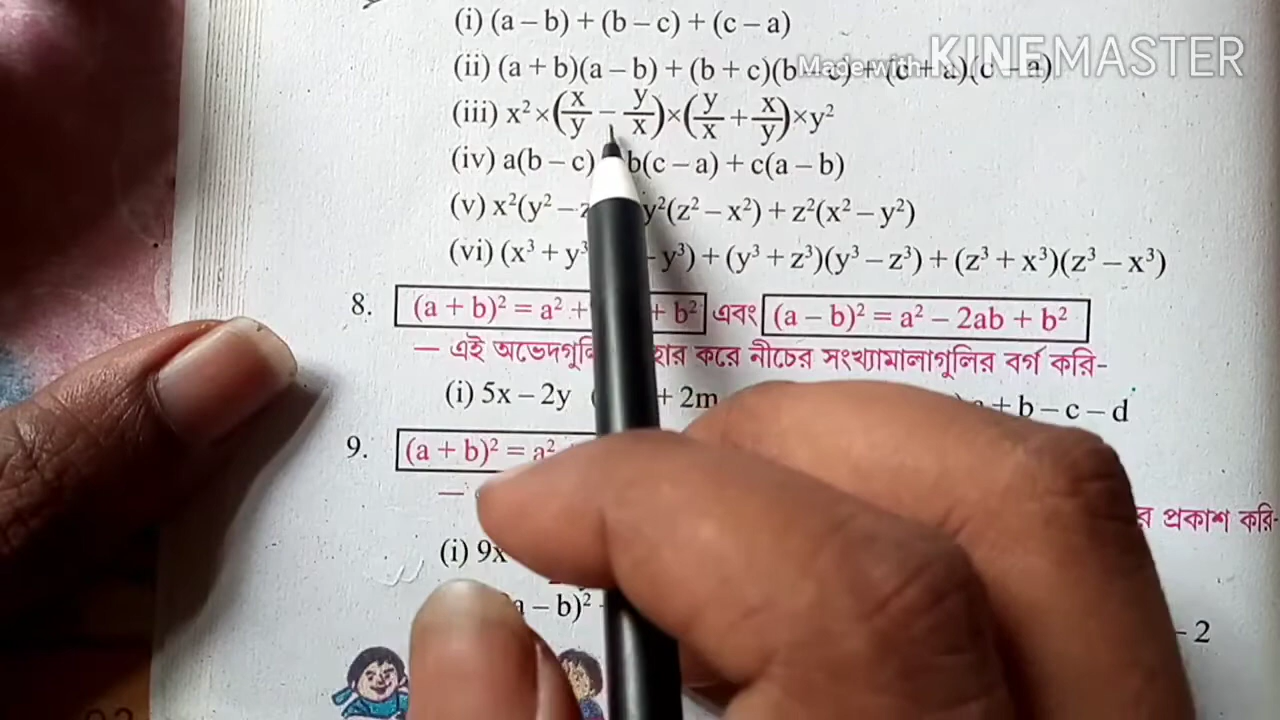 (i) (a – b) + (b – c) + (c – a)
Made with KINEMASTER
(ii) (a + b)(a – b) + (b + c)(b – c) + (c + a)(c – a)
(iii) x² × (x/y – y/x) × (y/x + x/y) × y²
(iv) a(b – c) b(c – a) + c(a – b)
(v) x²(y² – y²(z² – x²) + z²(x² – y²)
(vi) (x³ + y³ – y³) + (y³ + z³)(y³ – z³) + (z³ + x³)(z³ – x³)
8. (a + b)² = a² + + b² এবং (a – b)² = a² – 2ab + b²
– এই করে নীচের সংখ্যামালাগুলির বর্গ করি-
(i) 5x – 2y + 2m + b – c – d
9. (a + b)² = a²
প্রকাশ করি-
(i) 9x
– b)² – 2